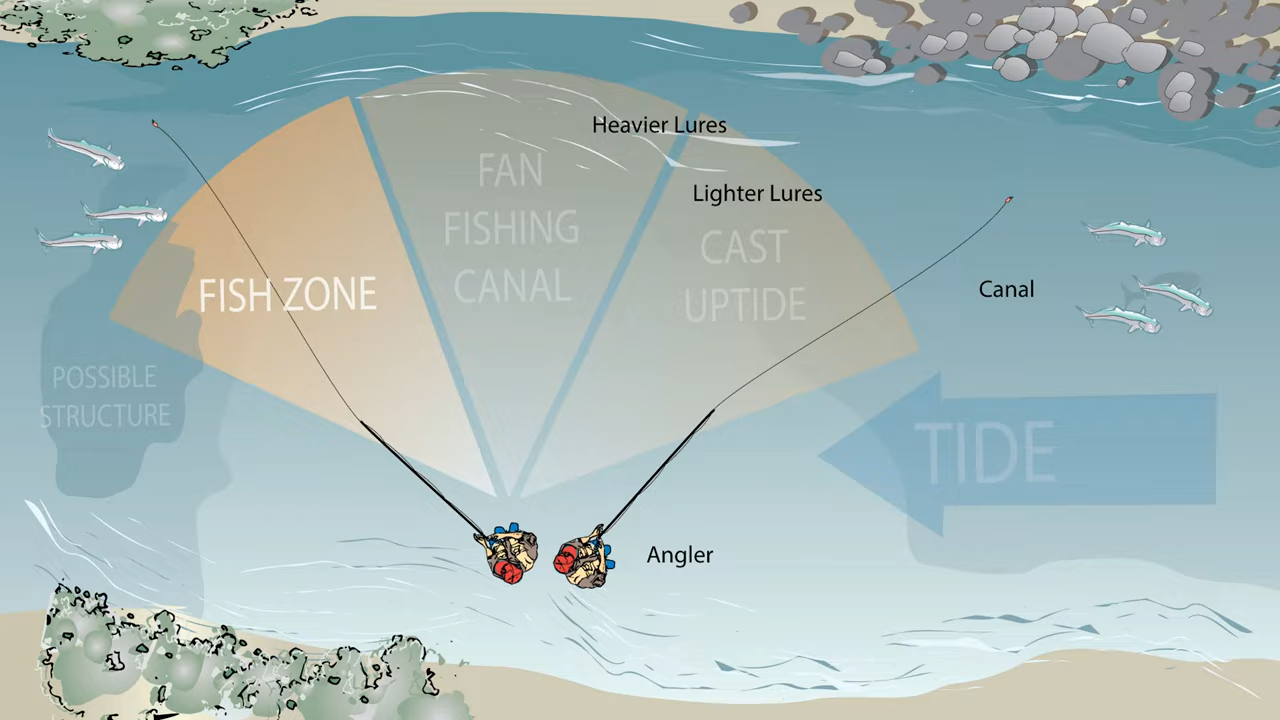 Heavier Lures
FAN
FISHING
CANAL
Lighter Lures
CAST
UPTIDE
FISH ZONE
Canal
POSSIBLE
STRUCTURE
TIDE
Angler